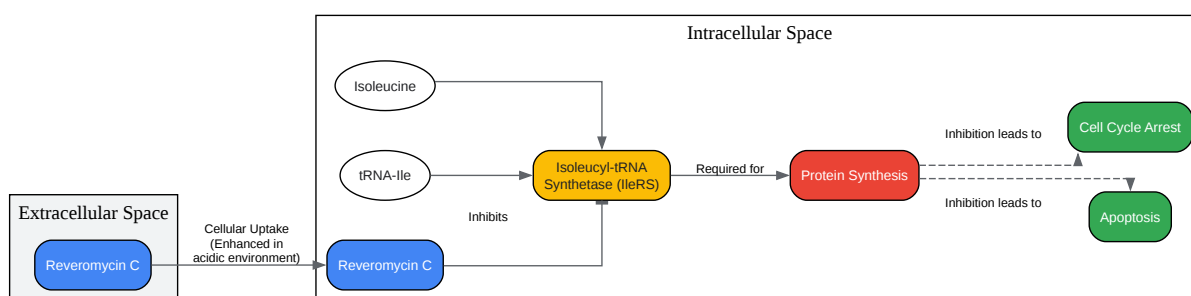 Intracellular Space
Isoleucine
Cell Cycle Arrest
Inhibition leads to
tRNA-Ile
Isoleucyl-tRNA
Synthetase (IleRS)
Required for
Protein Synthesis
Inhibition leads to
Apoptosis
Extracellular Space
Reveromycin C
Cellular Uptake
(Enhanced in
acidic environment)
Inhibits
Reveromycin C